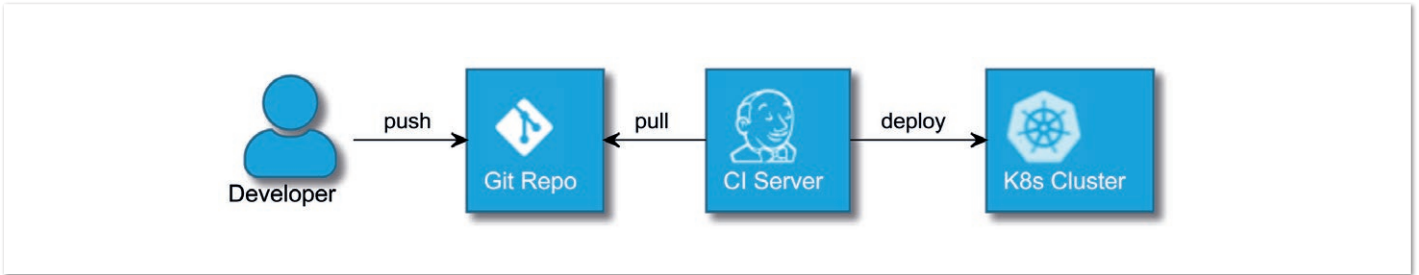 push
pull
deploy
Git Repo
CI Server
K8s Cluster
Developer